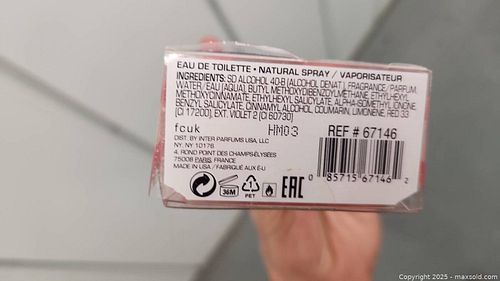 EAU DE TOILETTE • NATURAL SPRAY / VAPORISATEUR
INGREDIENTS: SD ALCOHOL 40-B (ALCOHOL DENAT.), FRAGRANCE/PARFUM,
WATER/EAU (AQUA), BUTYL METHOXYDIBENZOYLMETHANE, ETHYLHEXYL
METHOXYCINNAMATE, ETHYLHEXYL SALICYLATE, ALPHA-ISOMETHYL IONONE,
BENZYL SALICYLATE, CINNAMYL ALCOHOL, COUMARIN, LIMONENE, RED 33
(CI 17200), EXT. VIOLET 2 (CI 60730)
fcuk HM03 REF # 67146
DIST. BY INTER PARFUMS USA, LLC
NY, NY 10176
4, ROND POINT DES CHAMPS-ÉLYSÉES
75008 PARIS, FRANCE
MADE IN USA / FABRIQUÉ AUX É-U
36M 1 PET EAC
0 85715 67146 2
Copyright © 2025 - maxsold.com